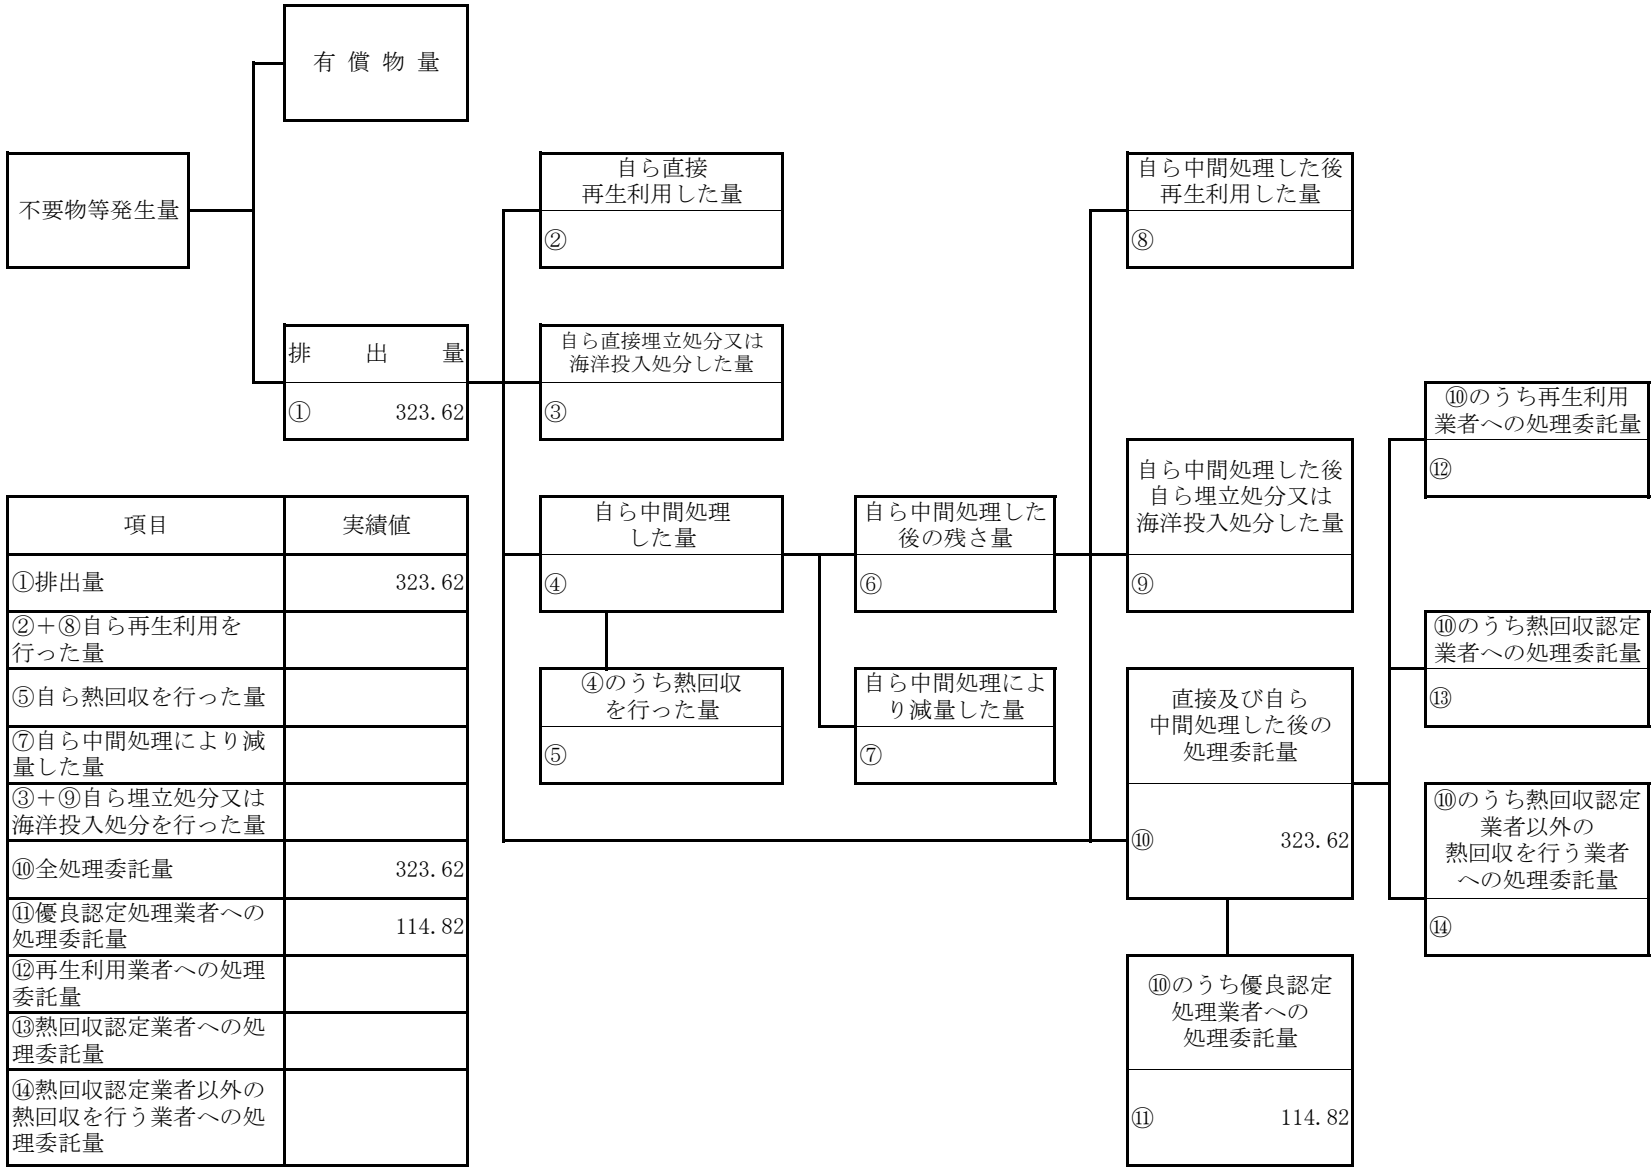 有償物量
不要物等発生量
排出量
① 323.62
自ら直接
再生利用した量
②
自ら直接埋立処分又は
海洋投入処分した量
③
自ら中間処理
した量
④
④のうち熱回収
を行った量
⑤
自ら中間処理した
後の残さ量
⑥
自ら中間処理によ
り減量した量
⑦
自ら中間処理した後
再生利用した量
⑧
自ら中間処理した後
自ら埋立処分又は
海洋投入処分した量
⑨
直接及び自ら
中間処理した後の
処理委託量
⑩ 323.62
⑩のうち優良認定
処理業者への
処理委託量
⑪ 114.82
⑩のうち再生利用
業者への処理委託量
⑫
⑩のうち熱回収認定
業者への処理委託量
⑬
⑩のうち熱回収認定
業者以外の
熱回収を行う業者
への処理委託量
⑭
項目 実績値
①排出量 323.62
②+⑧自ら再生利用を
行った量
⑤自ら熱回収を行った量
⑦自ら中間処理により減
量した量
③+⑨自ら埋立処分又は
海洋投入処分を行った量
⑩全処理委託量 323.62
⑪優良認定処理業者への
処理委託量 114.82
⑫再生利用業者への処理
委託量
⑬熱回収認定業者への処
理委託量
⑭熱回収認定業者以外の
熱回収を行う業者への処
理委託量